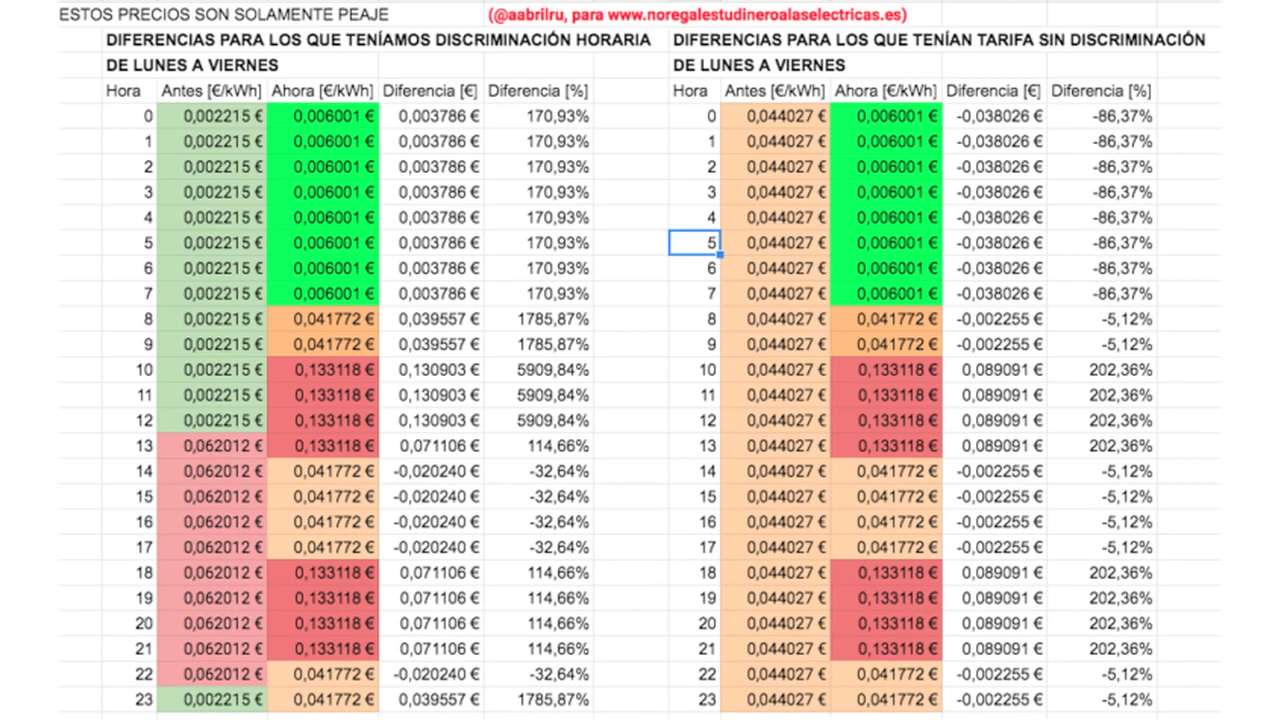 ESTOS PRECIOS SON SOLAMENTE PEAJE (@aabrilru, para www.noregalestudineroalaselectricas.es)
DIFERENCIAS PARA LOS QUE TENÍAMOS DISCRIMINACIÓN HORARIA DIFERENCIAS PARA LOS QUE TENÍAN TARIFA SIN DISCRIMINACIÓN
DE LUNES A VIERNES DE LUNES A VIERNES
Hora Antes [€/kWh] Ahora [€/kWh] Diferencia [€] Diferencia [%] Hora Antes [€/kWh] Ahora [€/kWh] Diferencia [€] Diferencia [%]
0 0,002215 € 0,006001 € 0,003786 € 170,93% 0 0,044027 € 0,006001 € -0,038026 € -86,37%
1 0,002215 € 0,006001 € 0,003786 € 170,93% 1 0,044027 € 0,006001 € -0,038026 € -86,37%
2 0,002215 € 0,006001 € 0,003786 € 170,93% 2 0,044027 € 0,006001 € -0,038026 € -86,37%
3 0,002215 € 0,006001 € 0,003786 € 170,93% 3 0,044027 € 0,006001 € -0,038026 € -86,37%
4 0,002215 € 0,006001 € 0,003786 € 170,93% 4 0,044027 € 0,006001 € -0,038026 € -86,37%
5 0,002215 € 0,006001 € 0,003786 € 170,93% 5 0,044027 € 0,006001 € -0,038026 € -86,37%
6 0,002215 € 0,006001 € 0,003786 € 170,93% 6 0,044027 € 0,006001 € -0,038026 € -86,37%
7 0,002215 € 0,006001 € 0,003786 € 170,93% 7 0,044027 € 0,006001 € -0,038026 € -86,37%
8 0,002215 € 0,041772 € 0,039557 € 1785,87% 8 0,044027 € 0,041772 € -0,002255 € -5,12%
9 0,002215 € 0,041772 € 0,039557 € 1785,87% 9 0,044027 € 0,041772 € -0,002255 € -5,12%
10 0,002215 € 0,133118 € 0,130903 € 5909,84% 10 0,044027 € 0,133118 € 0,089091 € 202,36%
11 0,002215 € 0,133118 € 0,130903 € 5909,84% 11 0,044027 € 0,133118 € 0,089091 € 202,36%
12 0,002215 € 0,133118 € 0,130903 € 5909,84% 12 0,044027 € 0,133118 € 0,089091 € 202,36%
13 0,062012 € 0,133118 € 0,071106 € 114,66% 13 0,044027 € 0,133118 € 0,089091 € 202,36%
14 0,062012 € 0,041772 € -0,020240 € -32,64% 14 0,044027 € 0,041772 € -0,002255 € -5,12%
15 0,062012 € 0,041772 € -0,020240 € -32,64% 15 0,044027 € 0,041772 € -0,002255 € -5,12%
16 0,062012 € 0,041772 € -0,020240 € -32,64% 16 0,044027 € 0,041772 € -0,002255 € -5,12%
17 0,062012 € 0,041772 € -0,020240 € -32,64% 17 0,044027 € 0,041772 € -0,002255 € -5,12%
18 0,062012 € 0,133118 € 0,071106 € 114,66% 18 0,044027 € 0,133118 € 0,089091 € 202,36%
19 0,062012 € 0,133118 € 0,071106 € 114,66% 19 0,044027 € 0,133118 € 0,089091 € 202,36%
20 0,062012 € 0,133118 € 0,071106 € 114,66% 20 0,044027 € 0,133118 € 0,089091 € 202,36%
21 0,062012 € 0,133118 € 0,071106 € 114,66% 21 0,044027 € 0,133118 € 0,089091 € 202,36%
22 0,062012 € 0,041772 € -0,020240 € -32,64% 22 0,044027 € 0,041772 € -0,002255 € -5,12%
23 0,002215 € 0,041772 € 0,039557 € 1785,87% 23 0,044027 € 0,041772 € -0,002255 € -5,12%